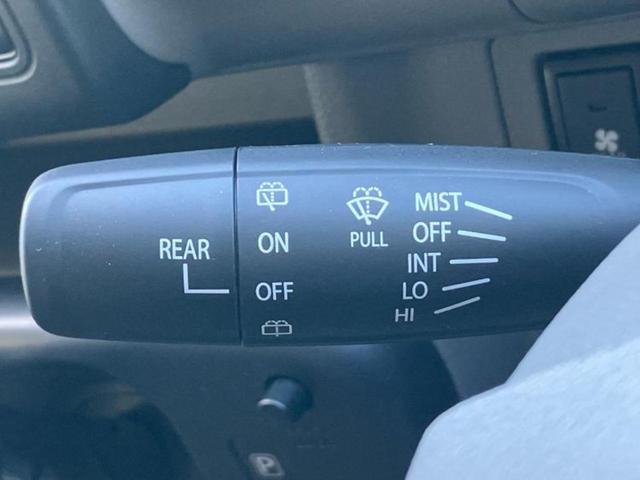 REAR
ON
OFF
PULL
MIST
OFF
INT
LO
HI
P